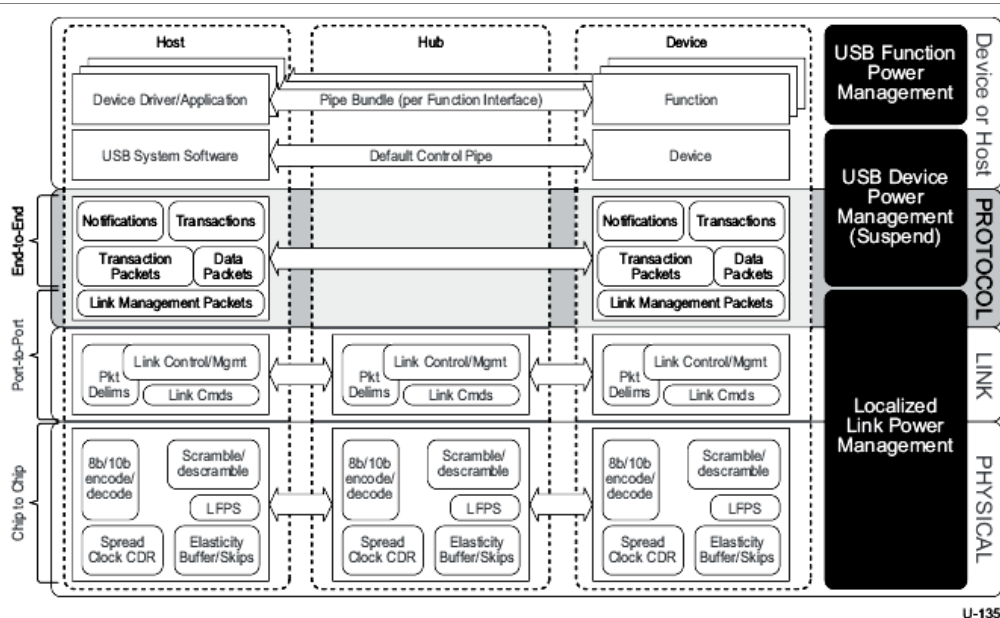 Host
Hub
Device
USB Function
Power
Management
Device or Host
Device Driver/Application
Pipe Bundle (per Function Interface)
Function
USB System Software
Default Control Pipe
Device
USB Device
Power
Management
(Suspend)
End-to-End
Notifications
Transactions
Transaction
Packets
Data
Packets
Link Management Packets
Notifications
Transactions
Transaction
Packets
Data
Packets
Link Management Packets
PROTOCOL
Port-to-Port
Pkt
Delims
Link Control/Mgmt
Link Cmds
Pkt
Delims
Link Control/Mgmt
Link Cmds
Pkt
Delims
Link Control/Mgmt
Link Cmds
LINK
Localized
Link Power
Management
Chip to Chip
8b/10b
encode/
decode
Scramble/
descramble
LFPS
Spread
Clock CDR
Elasticity
Buffer/Skips
8b/10b
encode/
decode
Scramble/
descramble
LFPS
Spread
Clock CDR
Elasticity
Buffer/Skips
8b/10b
encode/
decode
Scramble/
descramble
LFPS
Spread
Clock CDR
Elasticity
Buffer/Skips
PHYSICAL
U-135